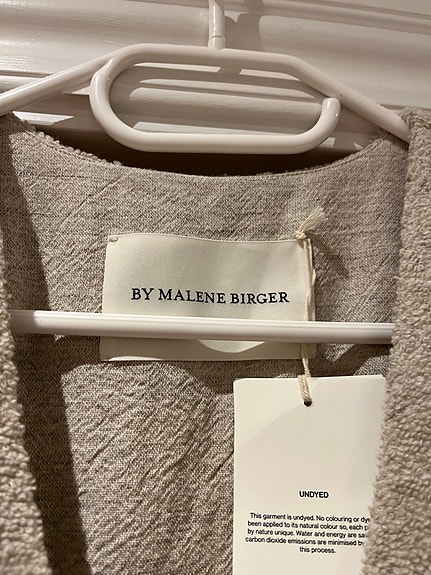 BY MALENE BIRGER
UNDYED
This garment is undyed. No colouring or dye
been applied to its natural colour so, each
by nature unique. Water and energy are
carbon dioxide emissions are minimised by
this process.